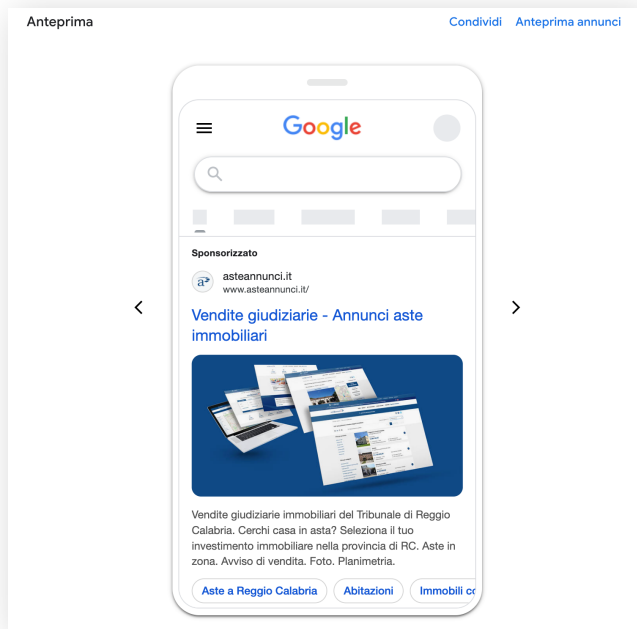 Anteprima
Condividi Anteprima annunci
Google
Sponsorizzato
a
asteannunci.it
www.asteannunci.it/
Vendite giudiziarie - Annunci aste
immobiliari
Vendite giudiziarie immobiliari del Tribunale di Reggio
Calabria. Cerchi casa in asta? Seleziona il tuo
investimento immobiliare nella provincia di RC. Aste in
zona. Avviso di vendita. Foto. Planimetria.
Aste a Reggio Calabria Abitazioni Immobili